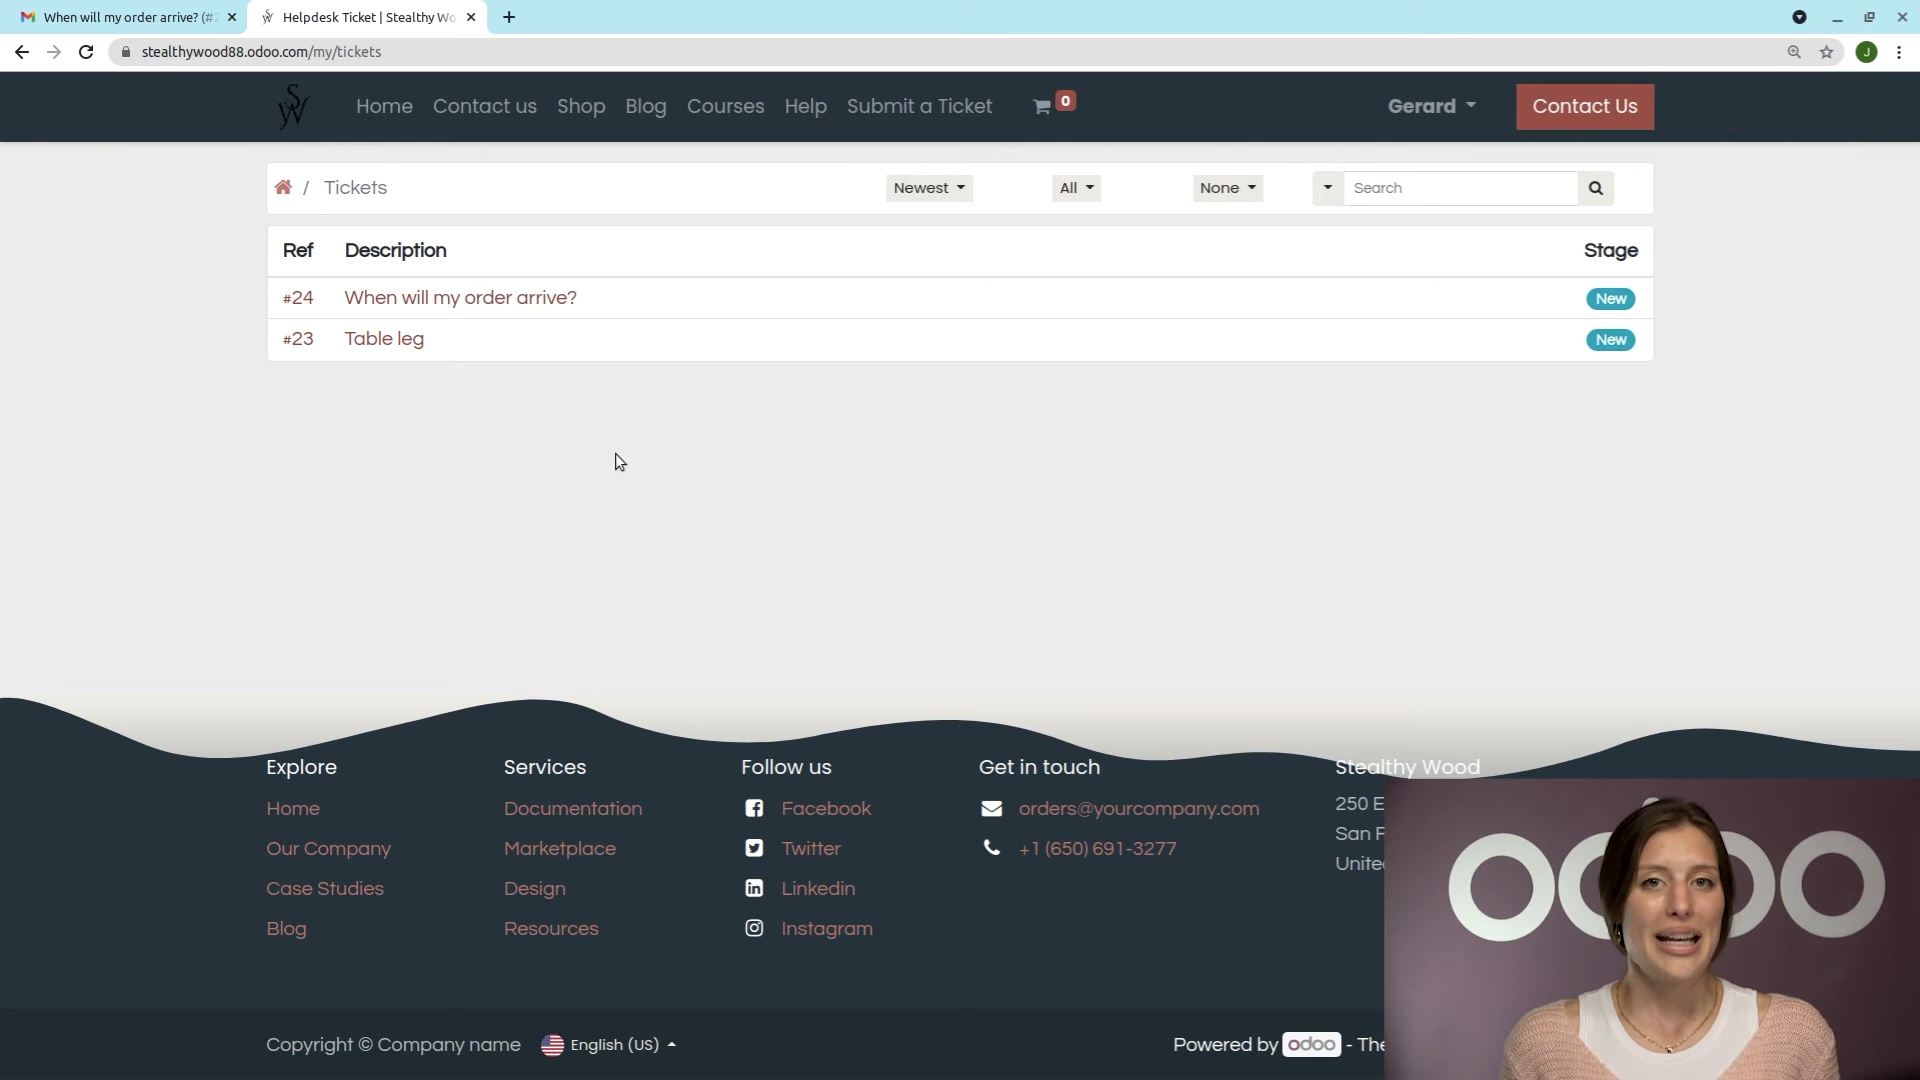 When will my order arrive? (#2
Helpdesk Ticket | Stealthy Wo
stealthywood88.odoo.com/my/tickets
J
SW
Home
Contact us
Shop
Blog
Courses
Help
Submit a Ticket
0
Gerard
Contact Us
/ Tickets
Newest
All
None
Search
Ref
Description
Stage
#24
When will my order arrive?
New
#23
Table leg
New
Explore
Home
Our Company
Case Studies
Blog
Services
Documentation
Marketplace
Design
Resources
Follow us
Facebook
Twitter
Linkedin
Instagram
Get in touch
orders@yourcompany.com
+1 (650) 691-3277
Stealthy Wood
250 E
San F
Unite
odoo
Copyright © Company name
English (US)
Powered by odoo - The